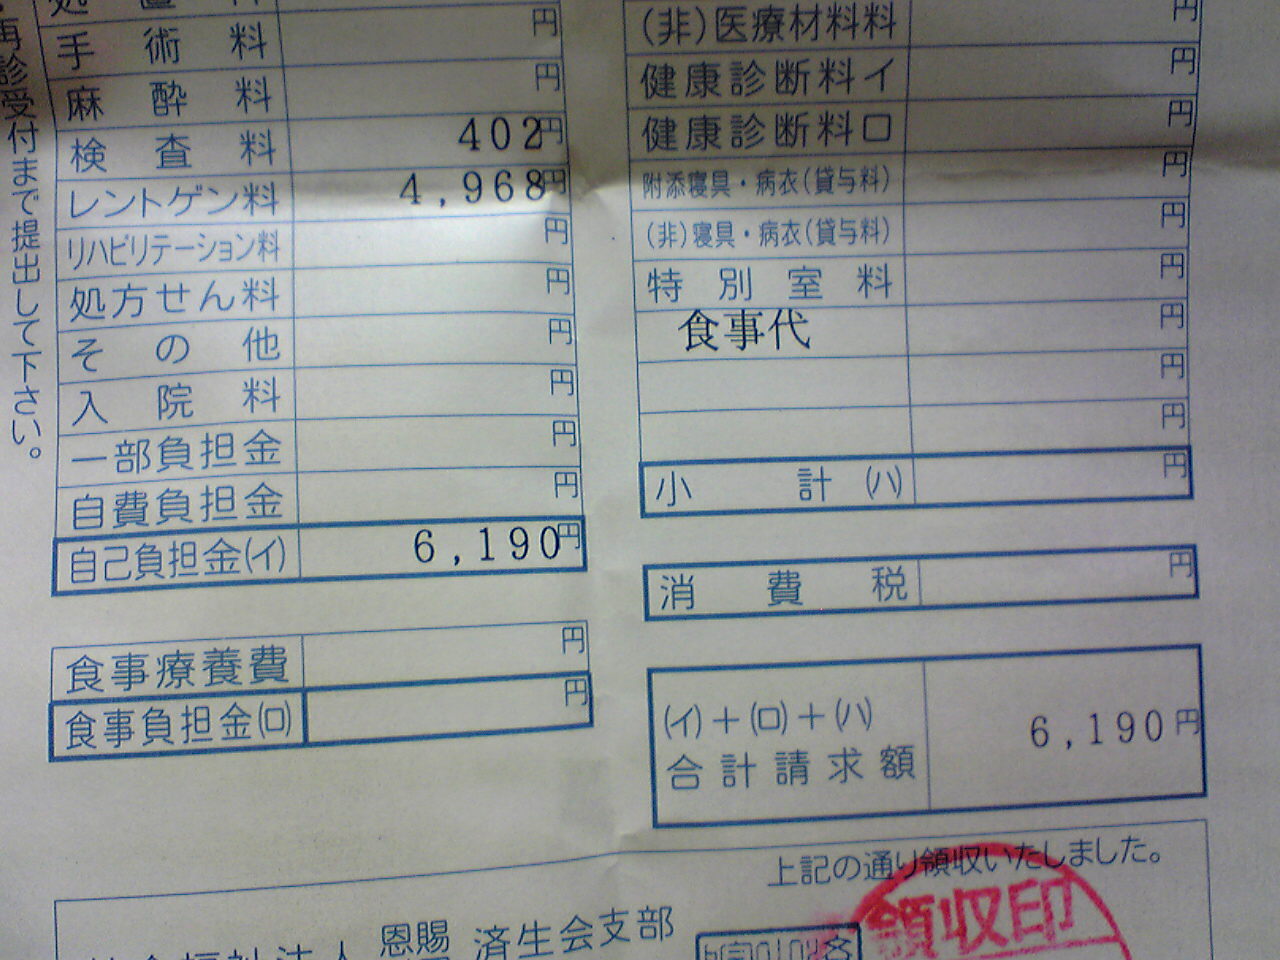 再診受付まで提出して下さい。
処置料
手術料 円
麻酔料 円
検査料 402円
レントゲン料 4,968円
リハビリテーション料 円
処方せん料 円
その他 円
入院料 円
一部負担金 円
自費負担金 円
自己負担金(イ) 6,190円
食事療養費 円
食事負担金(ロ) 円
(非)医療材料料 円
健康診断料イ 円
健康診断料ロ 円
附添寝具・病衣(貸与料) 円
(非)寝具・病衣(貸与料) 円
特別室料 円
食事代 円
円
円
小計(ハ) 円
消費税 円
(イ)+(ロ)+(ハ)
合計請求額 6,190円
上記の通り領収いたしました。
領収印
恩賜
済生会支部